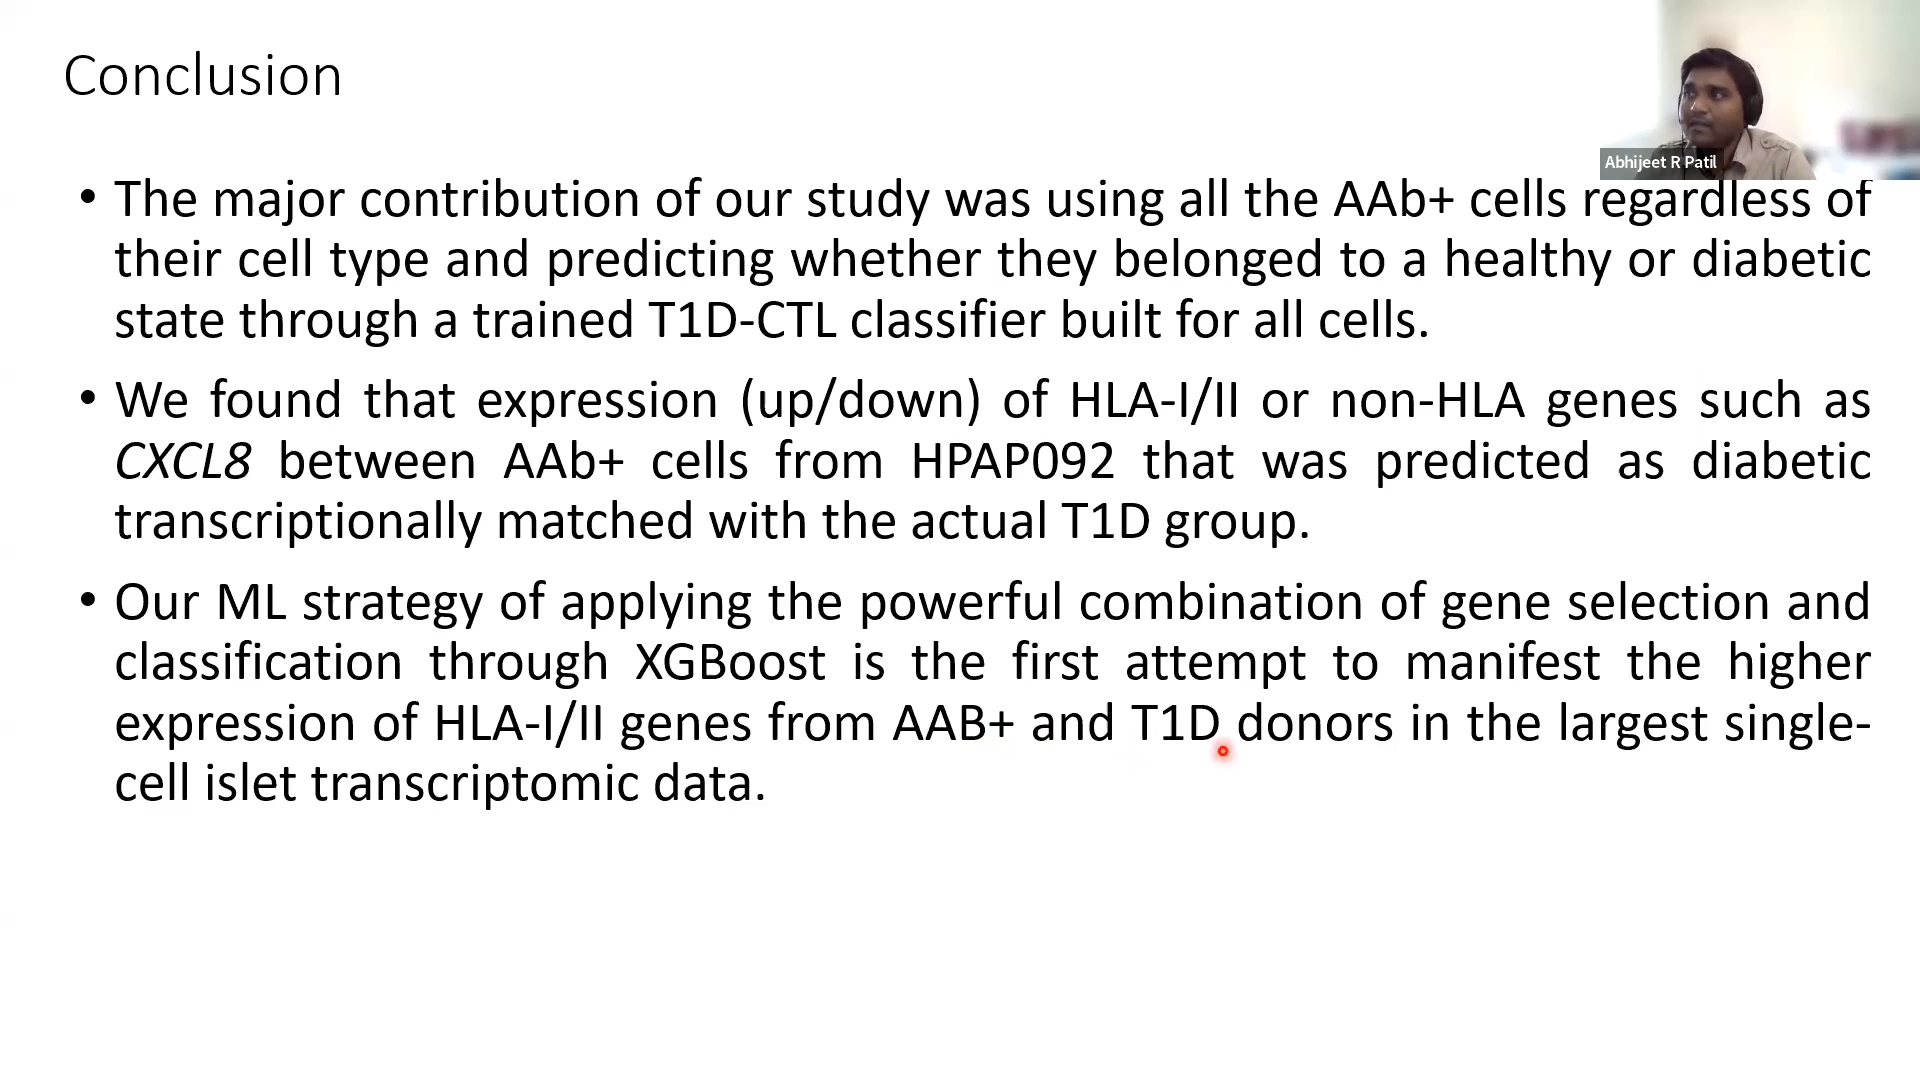 Conclusion
Abhijeet R Patil
• The major contribution of our study was using all the AAb+ cells regardless of
their cell type and predicting whether they belonged to a healthy or diabetic
state through a trained T1D-CTL classifier built for all cells.
• We found that expression (up/down) of HLA-I/II or non-HLA genes such as
CXCL8 between AAb+ cells from HPAP092 that was predicted as diabetic
transcriptionally matched with the actual T1D group.
• Our ML strategy of applying the powerful combination of gene selection and
classification through XGBoost is the first attempt to manifest the higher
expression of HLA-I/II genes from AAB+ and T1D donors in the largest single-
cell islet transcriptomic data.